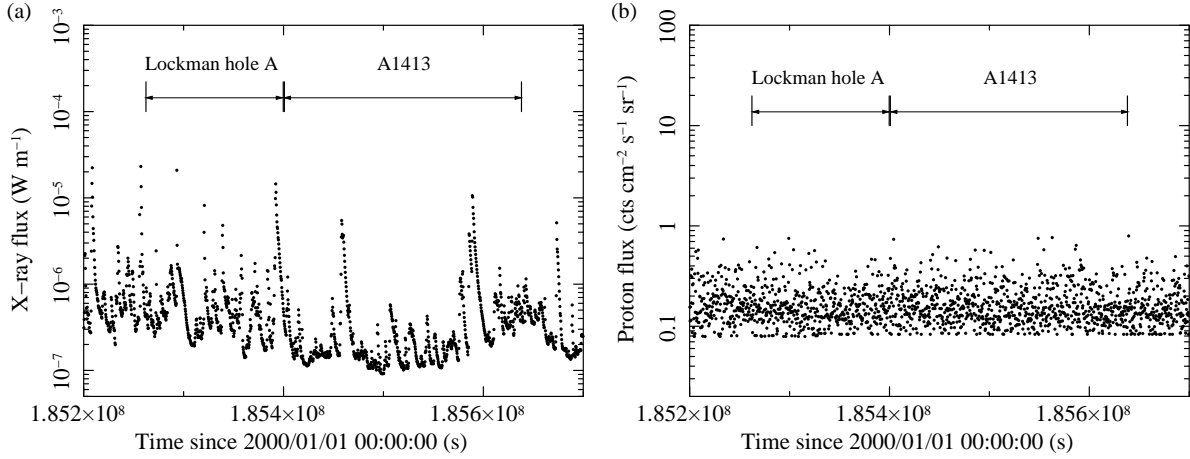 (a)
10⁻³
10⁻⁴
10⁻⁵
10⁻⁶
10⁻⁷
X−ray flux (W m⁻¹)
Lockman hole A
A1413
1.852×10⁸
1.854×10⁸
1.856×10⁸
Time since 2000/01/01 00:00:00 (s)
(b)
100
10
1
0.1
Proton flux (cts cm⁻² s⁻¹ sr⁻¹)
Lockman hole A
A1413
1.852×10⁸
1.854×10⁸
1.856×10⁸
Time since 2000/01/01 00:00:00 (s)